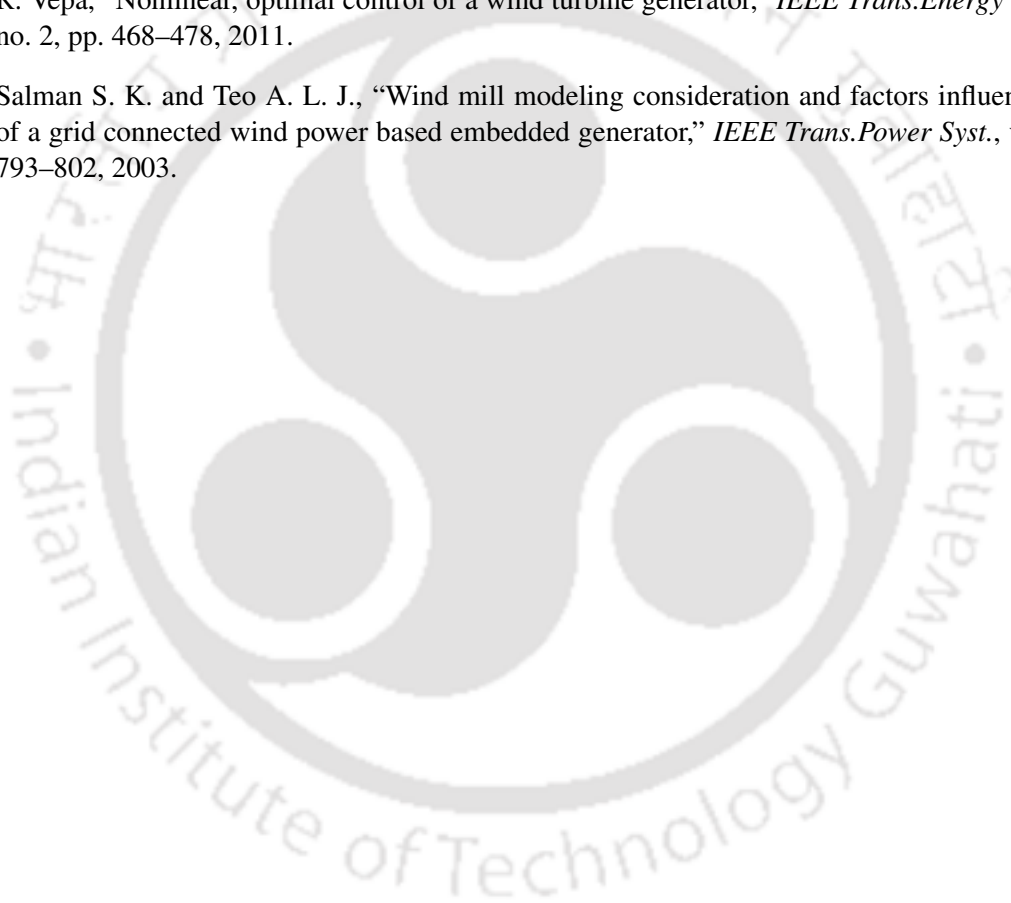 R. Vepa, “Nonlinear, optimal control of a wind turbine generator,” IEEE Trans.Energy
no. 2, pp. 468–478, 2011.
Salman S. K. and Teo A. L. J., “Wind mill modeling consideration and factors influen
of a grid connected wind power based embedded generator,” IEEE Trans.Power Syst.,
793–802, 2003.
• Indian Institute of Technology Guwahati •